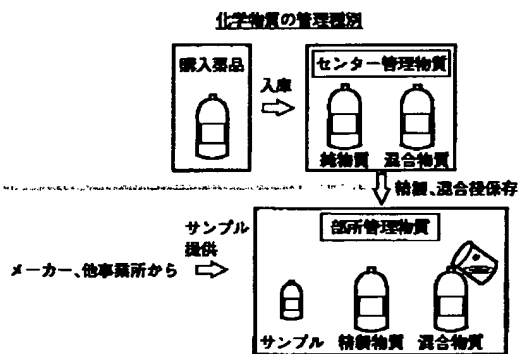 化学物質の管理種別
購入薬品
入庫
センター管理物質
純物質
混合物質
精製、混合後保存
サンプル
提供
メーカー、他事業所から
部所管理物質
サンプル
精製物質
混合物質